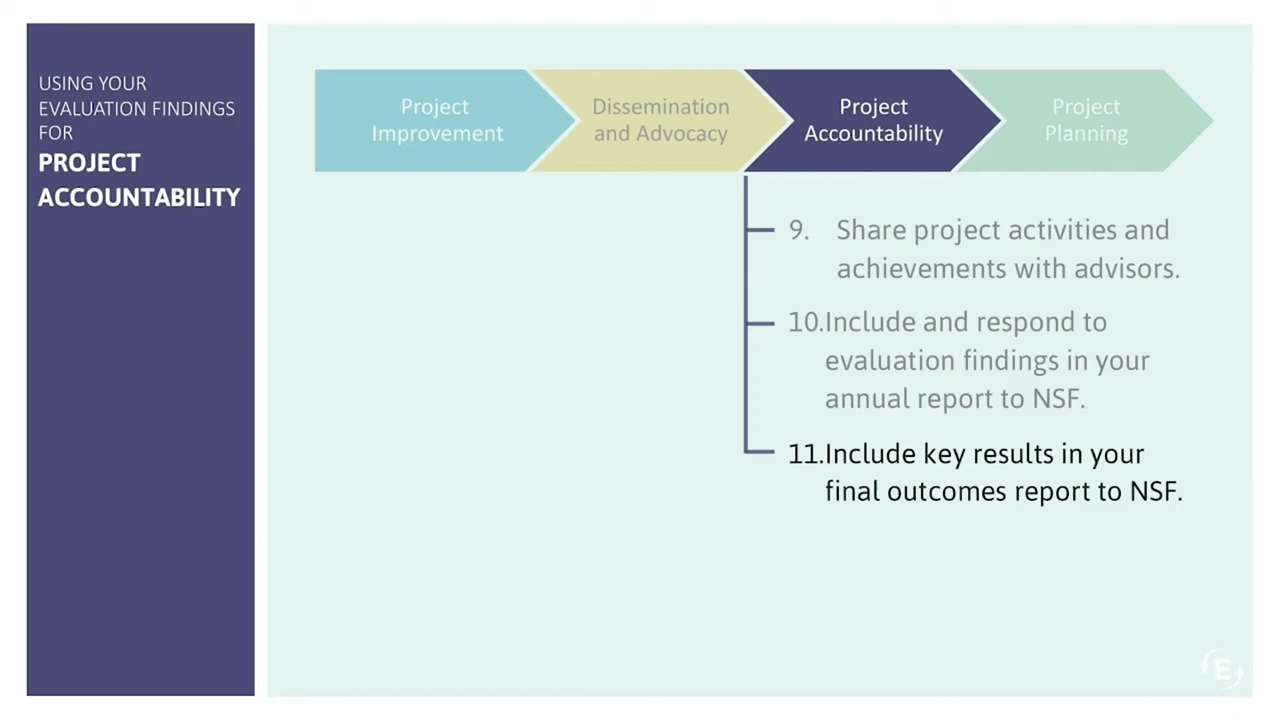 USING YOUR
EVALUATION FINDINGS
FOR
PROJECT
ACCOUNTABILITY
Project
Improvement
Dissemination
and Advocacy
Project
Accountability
Project
Planning
9. Share project activities and
achievements with advisors.
10.Include and respond to
evaluation findings in your
annual report to NSF.
11.Include key results in your
final outcomes report to NSF.
E